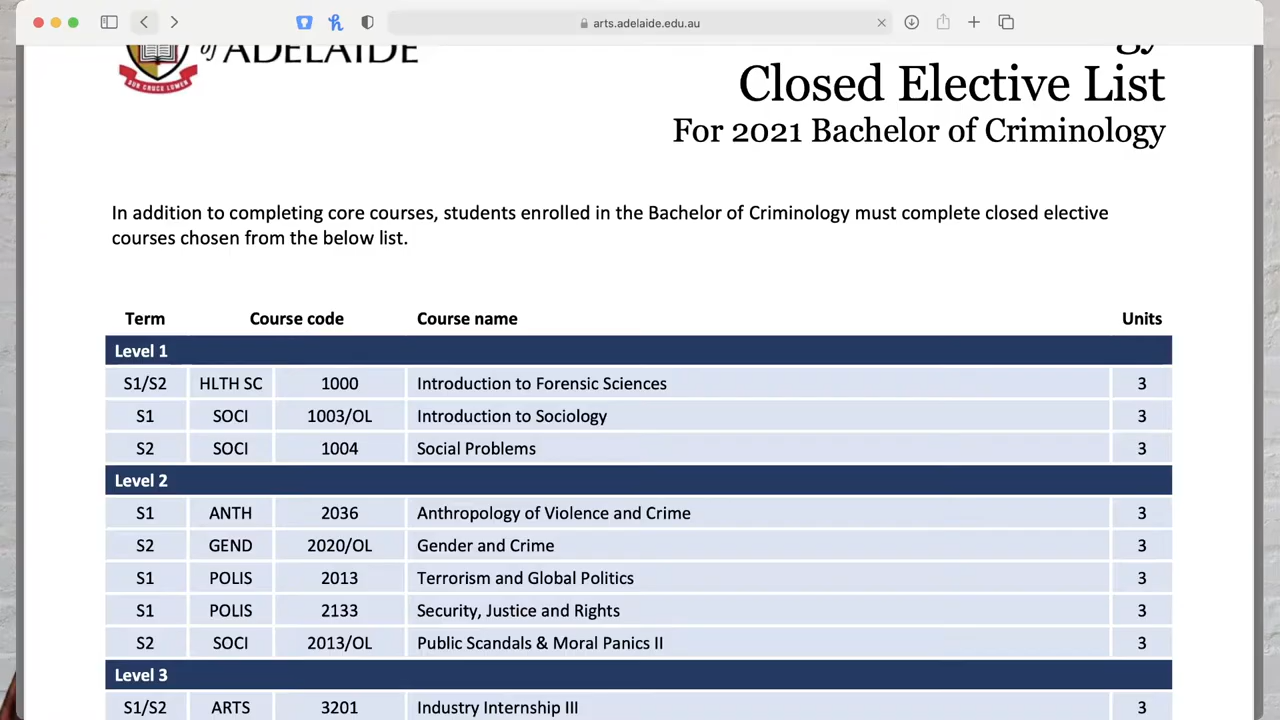 arts.adelaide.edu.au
of ADELAIDE
SUB CRUCE LUMEN
Closed Elective List
For 2021 Bachelor of Criminology
In addition to completing core courses, students enrolled in the Bachelor of Criminology must complete closed elective
courses chosen from the below list.
Term Course code Course name Units
Level 1
S1/S2 HLTH SC 1000 Introduction to Forensic Sciences 3
S1 SOCI 1003/OL Introduction to Sociology 3
S2 SOCI 1004 Social Problems 3
Level 2
S1 ANTH 2036 Anthropology of Violence and Crime 3
S2 GEND 2020/OL Gender and Crime 3
S1 POLIS 2013 Terrorism and Global Politics 3
S1 POLIS 2133 Security, Justice and Rights 3
S2 SOCI 2013/OL Public Scandals & Moral Panics II 3
Level 3
S1/S2 ARTS 3201 Industry Internship III 3